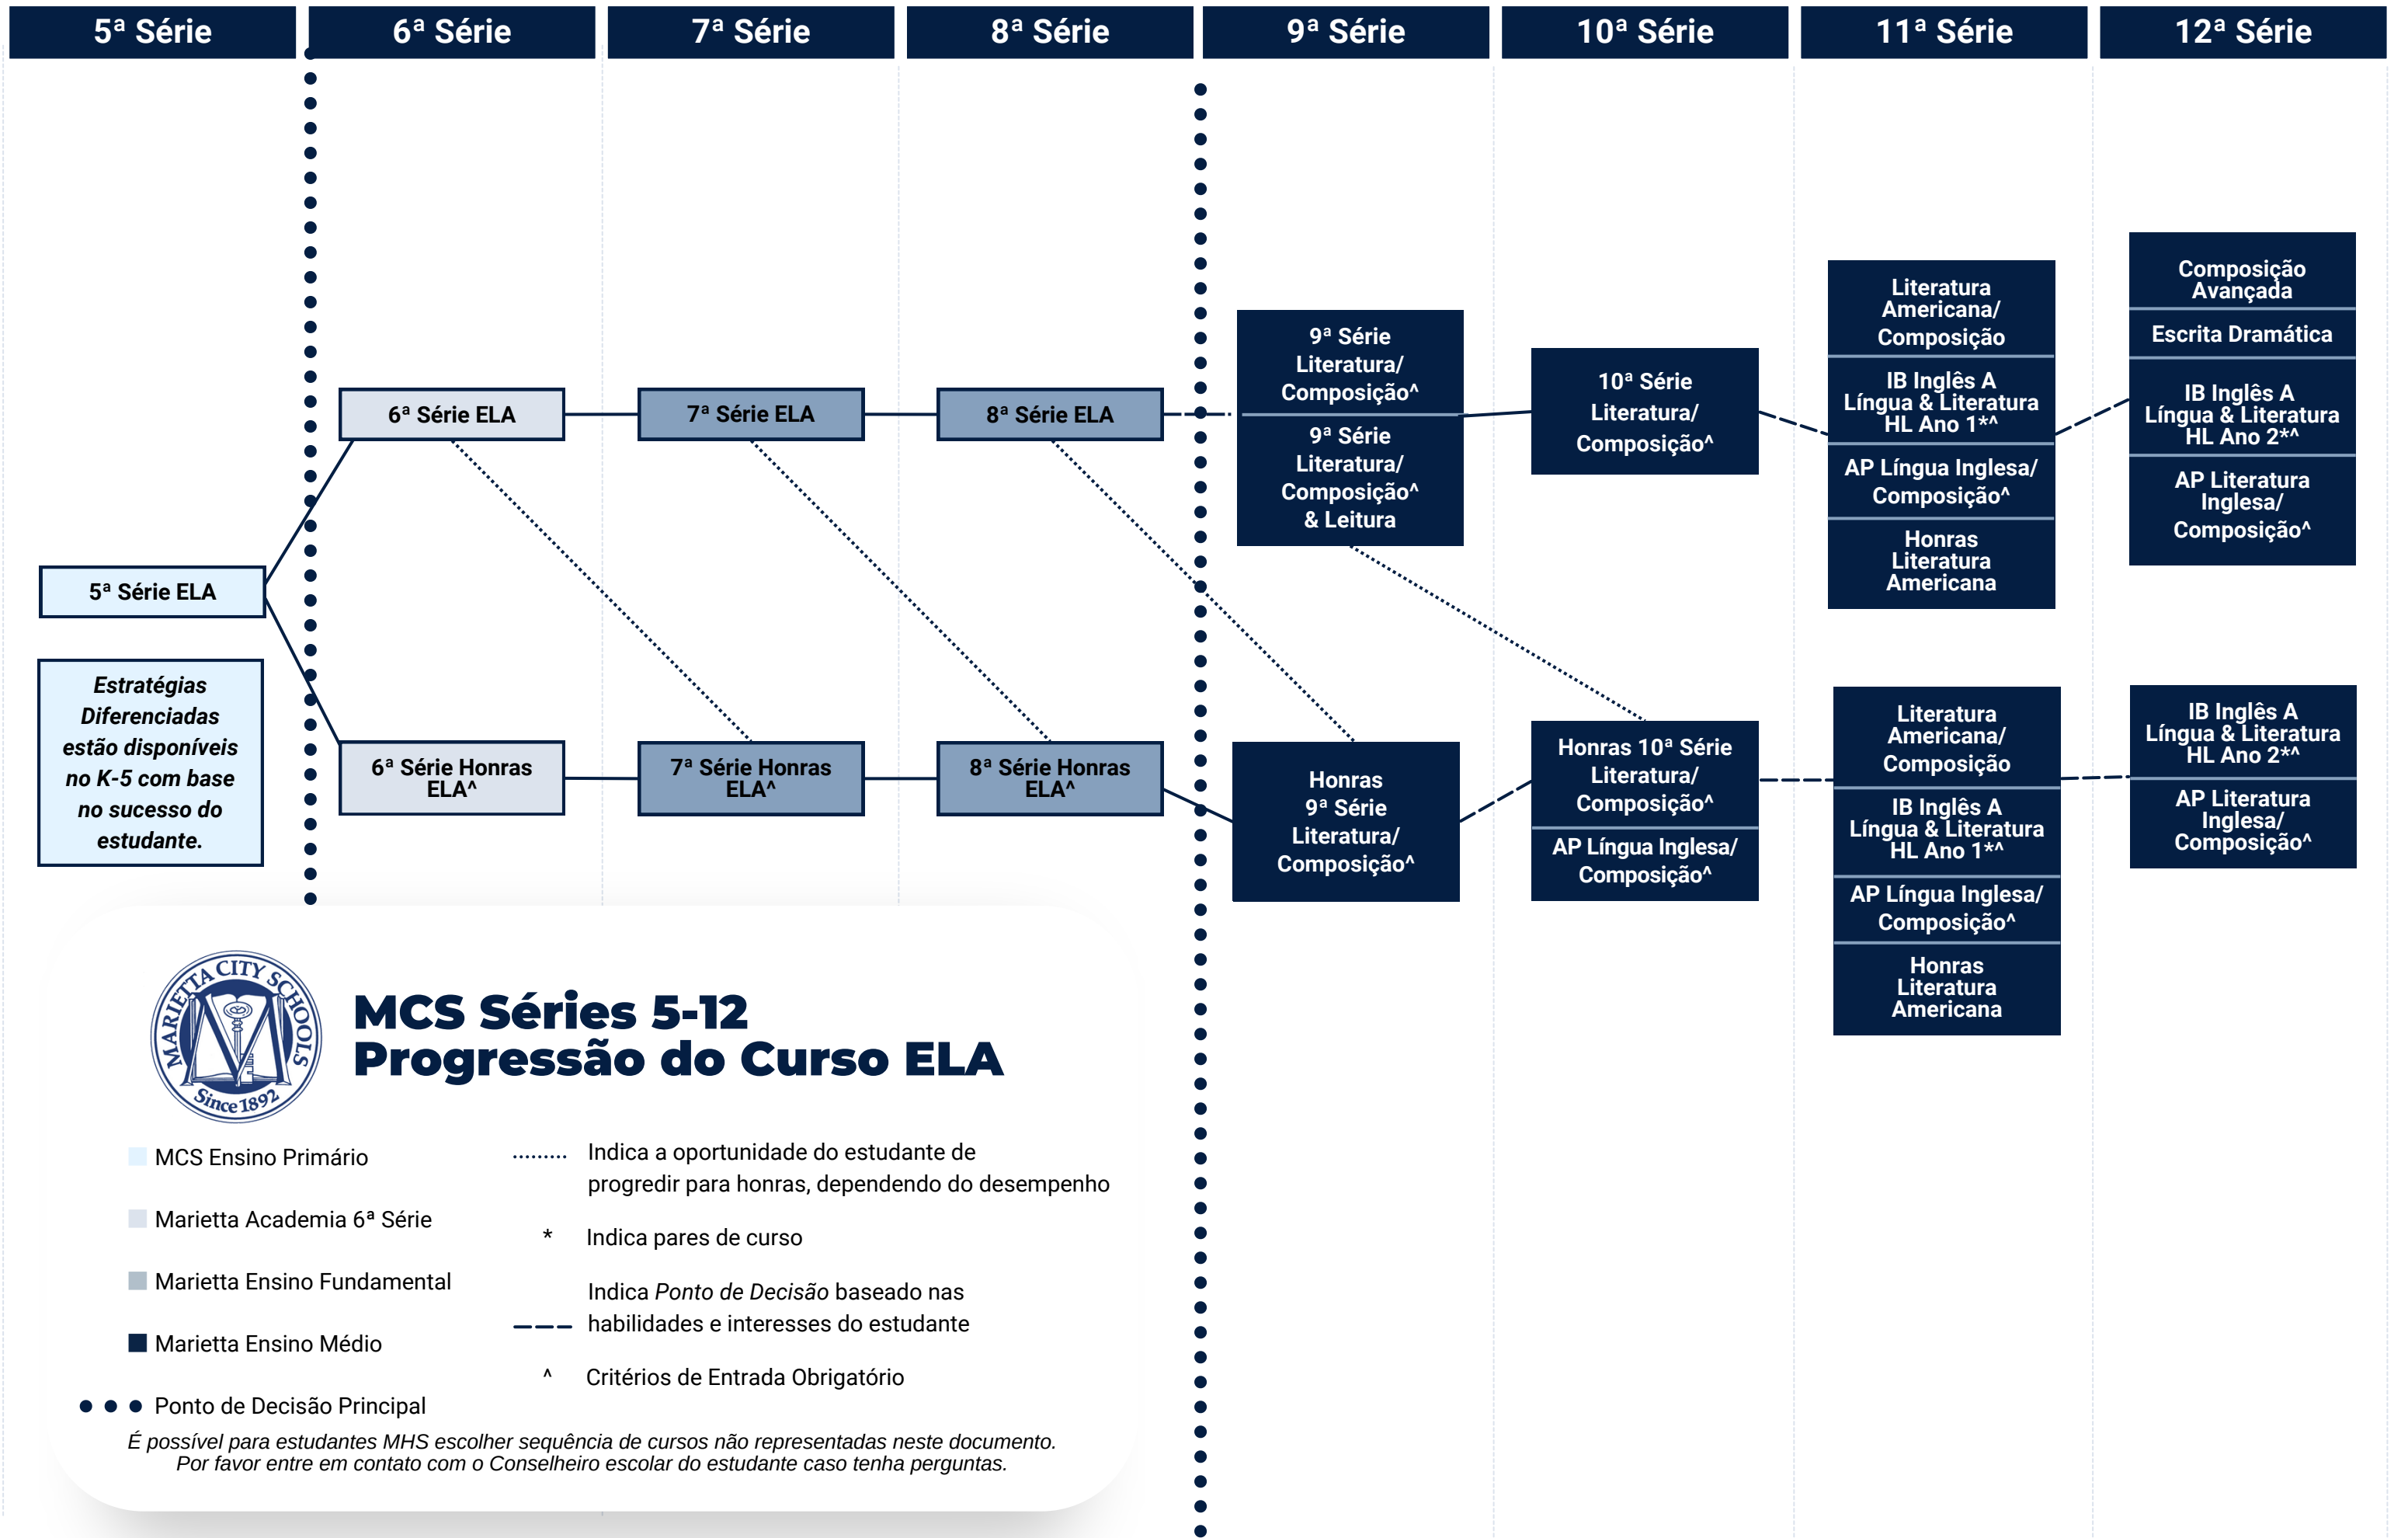 5ª Série
6ª Série
7ª Série
8ª Série
9ª Série
10ª Série
11ª Série
12ª Série
5ª Série ELA
Estratégias
Diferenciadas
estão disponíveis
no K-5 com base
no sucesso do
estudante.
6ª Série ELA
6ª Série Honras
ELA^
7ª Série ELA
7ª Série Honras
ELA^
8ª Série ELA
8ª Série Honras
ELA^
9ª Série
Literatura/
Composição^
9ª Série
Literatura/
Composição^
& Leitura
Honras
9ª Série
Literatura/
Composição^
10ª Série
Literatura/
Composição^
Honras 10ª Série
Literatura/
Composição^
AP Língua Inglesa/
Composição^
Literatura
Americana/
Composição
IB Inglês A
Língua & Literatura
HL Ano 1*^
AP Língua Inglesa/
Composição^
Honras
Literatura
Americana
Literatura
Americana/
Composição
IB Inglês A
Língua & Literatura
HL Ano 1*^
AP Língua Inglesa/
Composição^
Honras
Literatura
Americana
Composição
Avançada
Escrita Dramática
IB Inglês A
Língua & Literatura
HL Ano 2*^
AP Literatura
Inglesa/
Composição^
IB Inglês A
Língua & Literatura
HL Ano 2*^
AP Literatura
Inglesa/
Composição^
MARIETTA CITY SCHOOLS
Since 1892
MCS Séries 5-12
Progressão do Curso ELA
MCS Ensino Primário
Marietta Academia 6ª Série
Marietta Ensino Fundamental
Marietta Ensino Médio
Ponto de Decisão Principal
Indica a oportunidade do estudante de
progredir para honras, dependendo do desempenho
* Indica pares de curso
Indica Ponto de Decisão baseado nas
habilidades e interesses do estudante
^ Critérios de Entrada Obrigatório
É possível para estudantes MHS escolher sequência de cursos não representadas neste documento.
Por favor entre em contato com o Conselheiro escolar do estudante caso tenha perguntas.